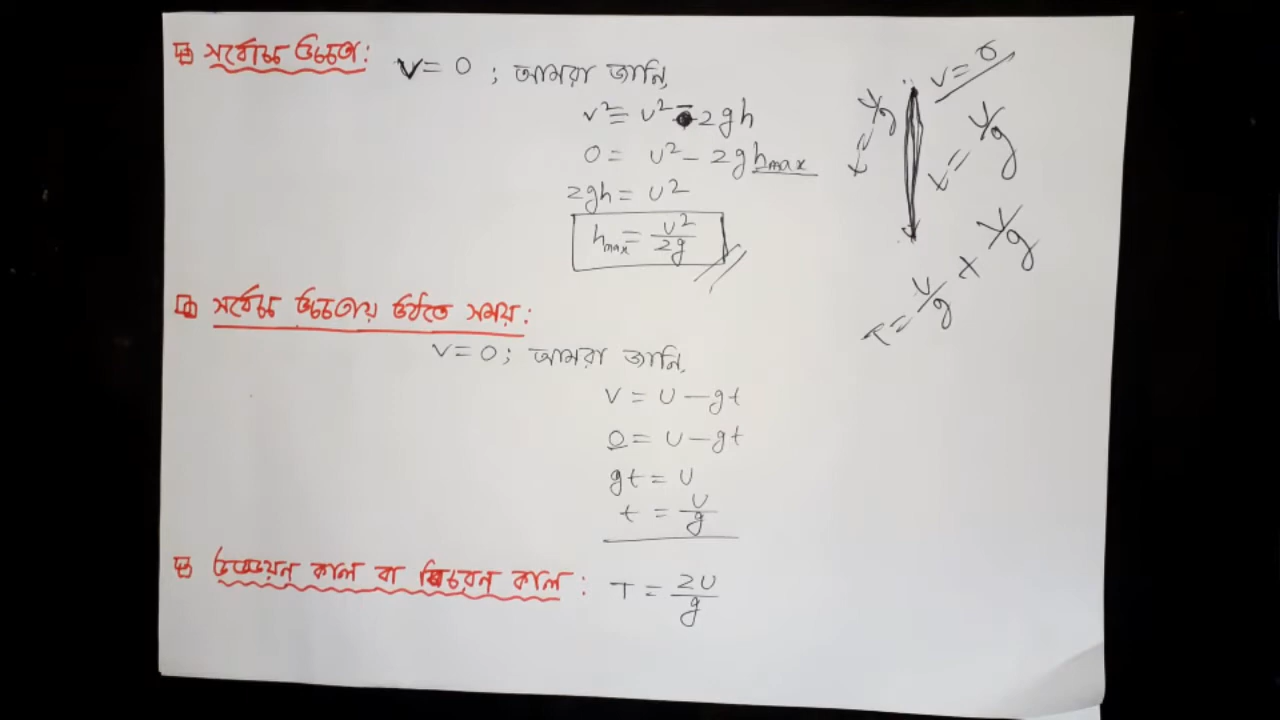 সর্বোচ্চ উচ্চতা: v = 0 ; আমরা জানি,
v² = u² - 2gh
0 = u² - 2gh_max
2gh = u²
h_max = u²/2g
সর্বোচ্চ উচ্চতায় উঠতে সময়:
v = 0 ; আমরা জানি,
v = u - gt
0 = u - gt
gt = u
t = u/g
উড্ডয়ন কাল বা বিচরন কাল: T = 2u/g
v = 0
t = u/g
t = u/g
T = u/g + u/g